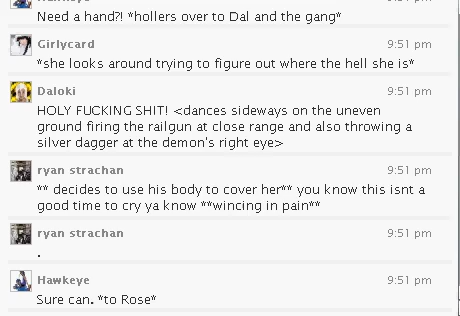 Need a hand?! *hollers over to Dal and the gang*
Girlycard 9:51 pm
*she looks around trying to figure out where the hell she is*
Daloki 9:51 pm
HOLY FUCKING SHIT! <dances sideways on the uneven
ground firing the railgun at close range and also throwing a
silver dagger at the demon's right eye>
ryan strachan 9:51 pm
** decides to use his body to cover her** you know this isnt a
good time to cry ya know **wincing in pain**
ryan strachan 9:51 pm
.
Hawkeye 9:51 pm
Sure can. *to Rose*